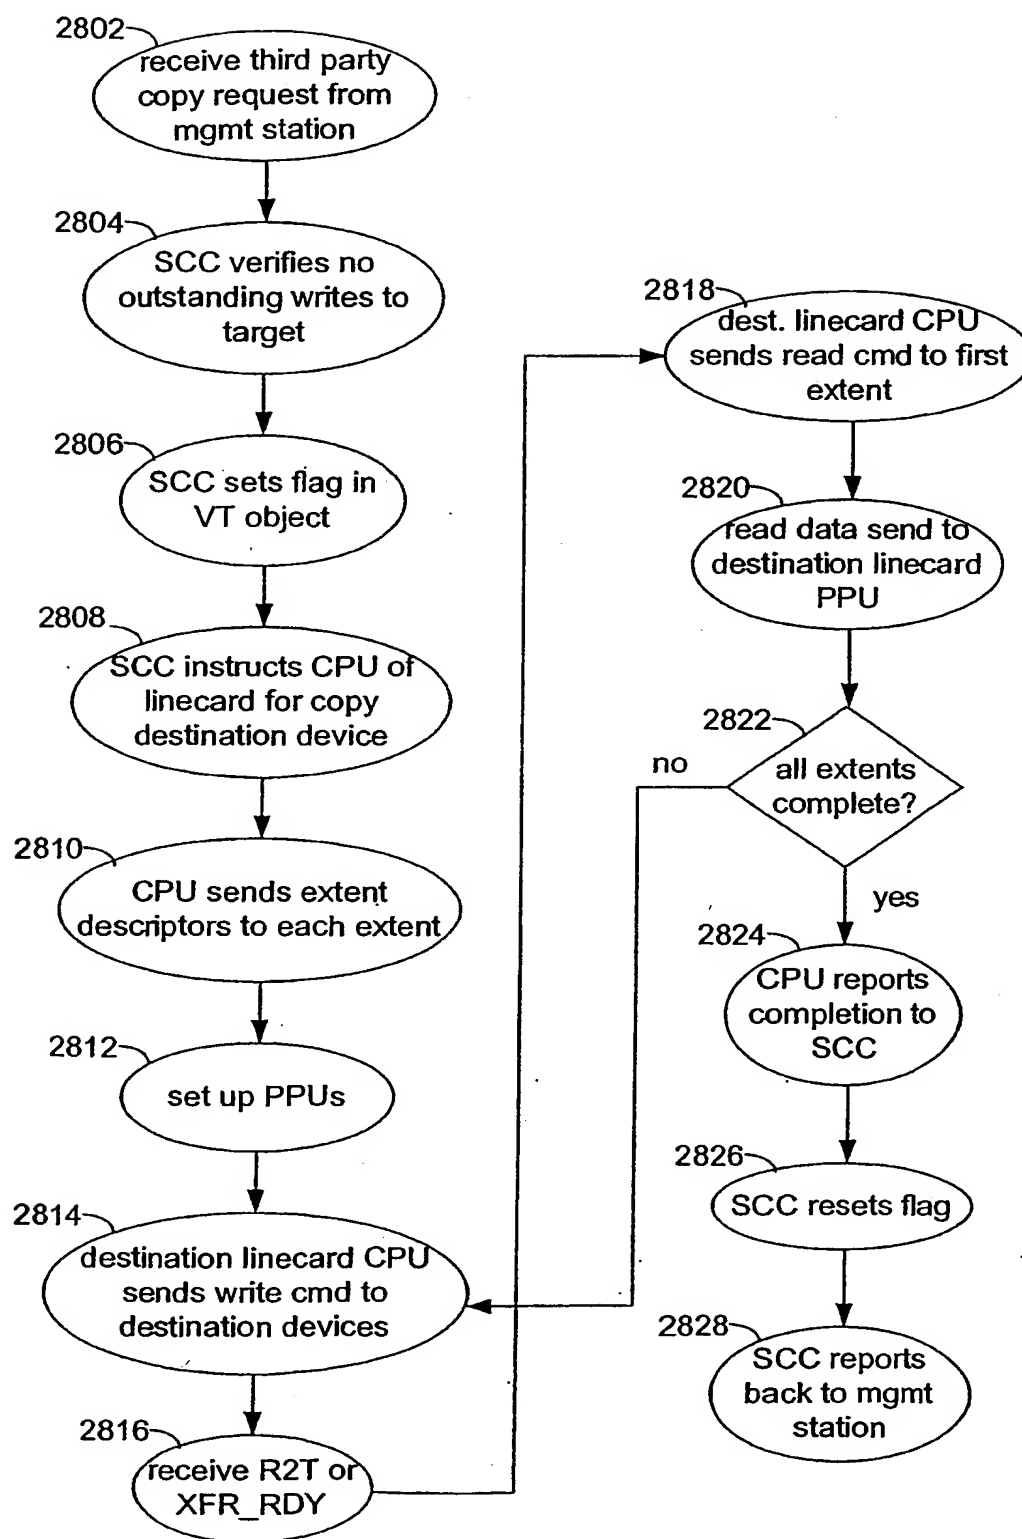 2802
receive third party
copy request from
mgmt station
2804
SCC verifies no
outstanding writes to
target
2806
SCC sets flag in
VT object
2808
SCC instructs CPU of
linecard for copy
destination device
2810
CPU sends extent
descriptors to each extent
2812
set up PPUs
2814
destination linecard CPU
sends write cmd to
destination devices
2816
receive R2T or
XFR_RDY
2818
dest. linecard CPU
sends read cmd to first
extent
2820
read data send to
destination linecard
PPU
2822
all extents
complete?
no
yes
2824
CPU reports
completion to
SCC
2826
SCC resets flag
2828
SCC reports
back to mgmt
station